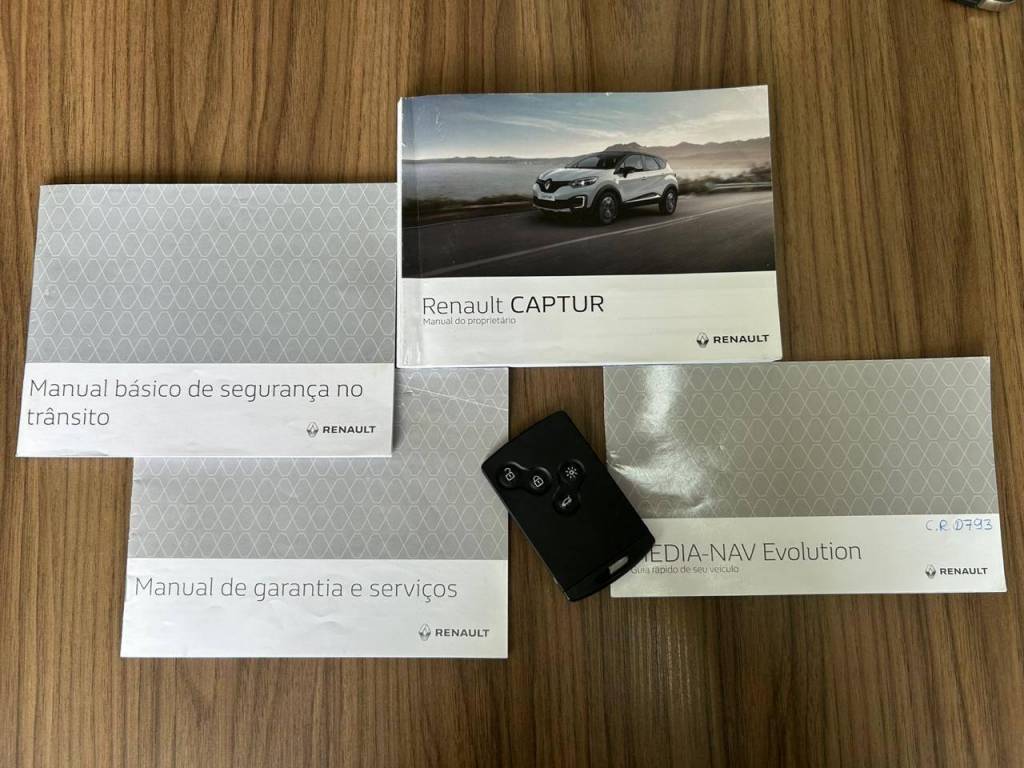 Renault CAPTUR
Manual do proprietário
RENAULT
Manual básico de segurança no
trânsito
RENAULT
C.R.D793
MEDIA-NAV Evolution
Guia rápido de seu veículo
RENAULT
Manual de garantia e serviços
RENAULT